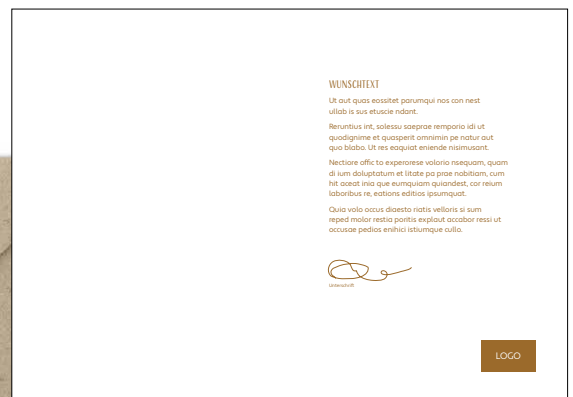 WUNSCHTEXT
Ut aut quas eossitet parumqui nos con nest
ullab is sus etuscie ndant.
Reruntius int, solessu saeprae remporio idi ut
quodignime et quasperit omnimin pe natur aut
quo blabo. Ut res eaquiat eniende nisimusant.
Nectiore offic to experorese volorio nsequam, quam
di ium doluptatum et litate pa prae nobitiam, cum
hit aceat inia que eumquiam quiandest, cor reium
laboribus re, eations editios ipsumquat.
Quia volo occus diaesto riatis velloris si sum
reped molor restia poritis explaut accabor ressi ut
occusae pedios enihici istiumque cullo.
Unterschrift
LOGO